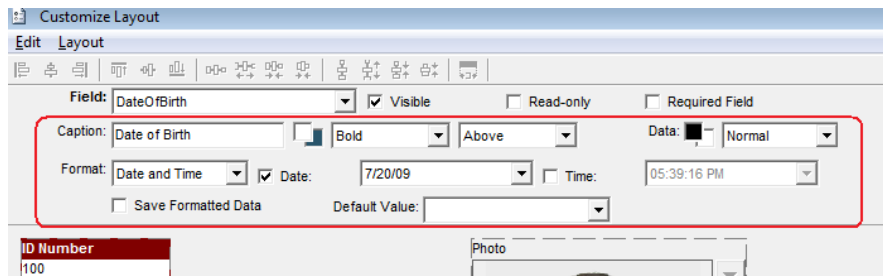 Customize Layout
Edit Layout
Field: DateOfBirth Visible Read-only Required Field
Caption: Date of Birth Bold Above Data: Normal
Format: Date and Time Date: 7/20/09 Time: 05:39:16 PM
Save Formatted Data Default Value:
ID Number Photo
100